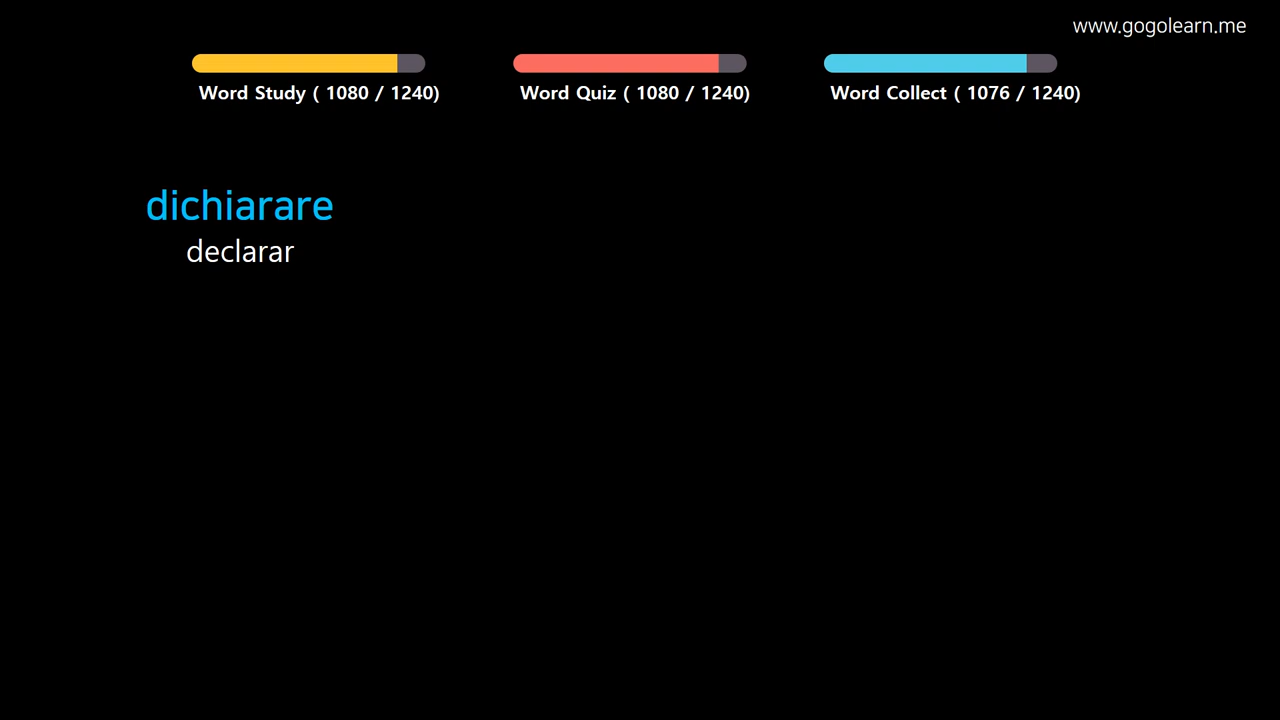 www.gogolearn.me
Word Study ( 1080 / 1240)
Word Quiz ( 1080 / 1240)
Word Collect ( 1076 / 1240)
dichiarare
declarar